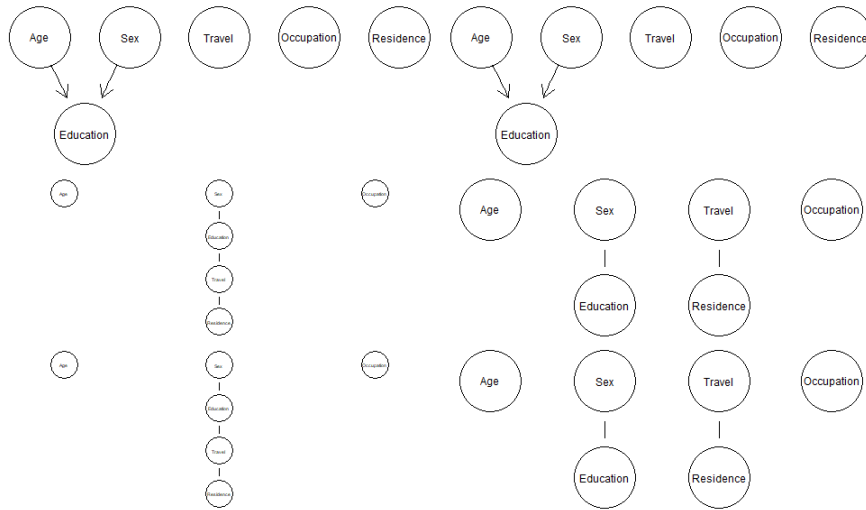 Age Sex Travel Occupation Residence Age Sex Travel Occupation Residence
Education Education
Age Sex Occupation
Age Sex Travel Occupation
Education
Travel
Education Residence
Residence
Age Sex Occupation
Age Sex Travel Occupation
Education
Travel
Education Residence
Residence